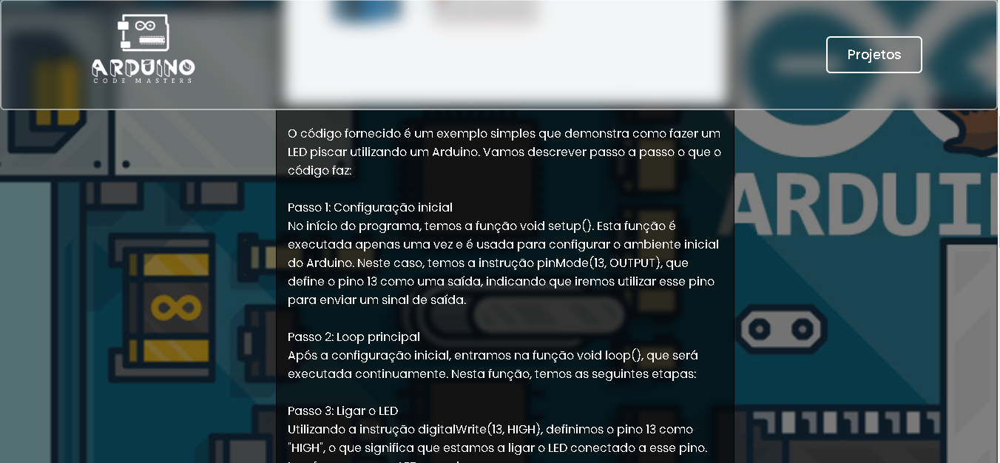 ARDUINO
CODE MASTERS
Projetos
O código fornecido é um exemplo simples que demonstra como fazer um
LED piscar utilizando um Arduino. Vamos descrever passo a passo o que o
código faz:
Passo 1: Configuração inicial
No início do programa, temos a função void setup(). Esta função é
executada apenas uma vez e é usada para configurar o ambiente inicial
do Arduino. Neste caso, temos a instrução pinMode(13, OUTPUT), que
define o pino 13 como uma saída, indicando que iremos utilizar esse pino
para enviar um sinal de saída.
Passo 2: Loop principal
Após a configuração inicial, entramos na função void loop(), que será
executada continuamente. Nesta função, temos as seguintes etapas:
Passo 3: Ligar o LED
Utilizando a instrução digitalWrite(13, HIGH), definimos o pino 13 como
"HIGH", o que significa que estamos a ligar o LED conectado a esse pino.
ARDUI